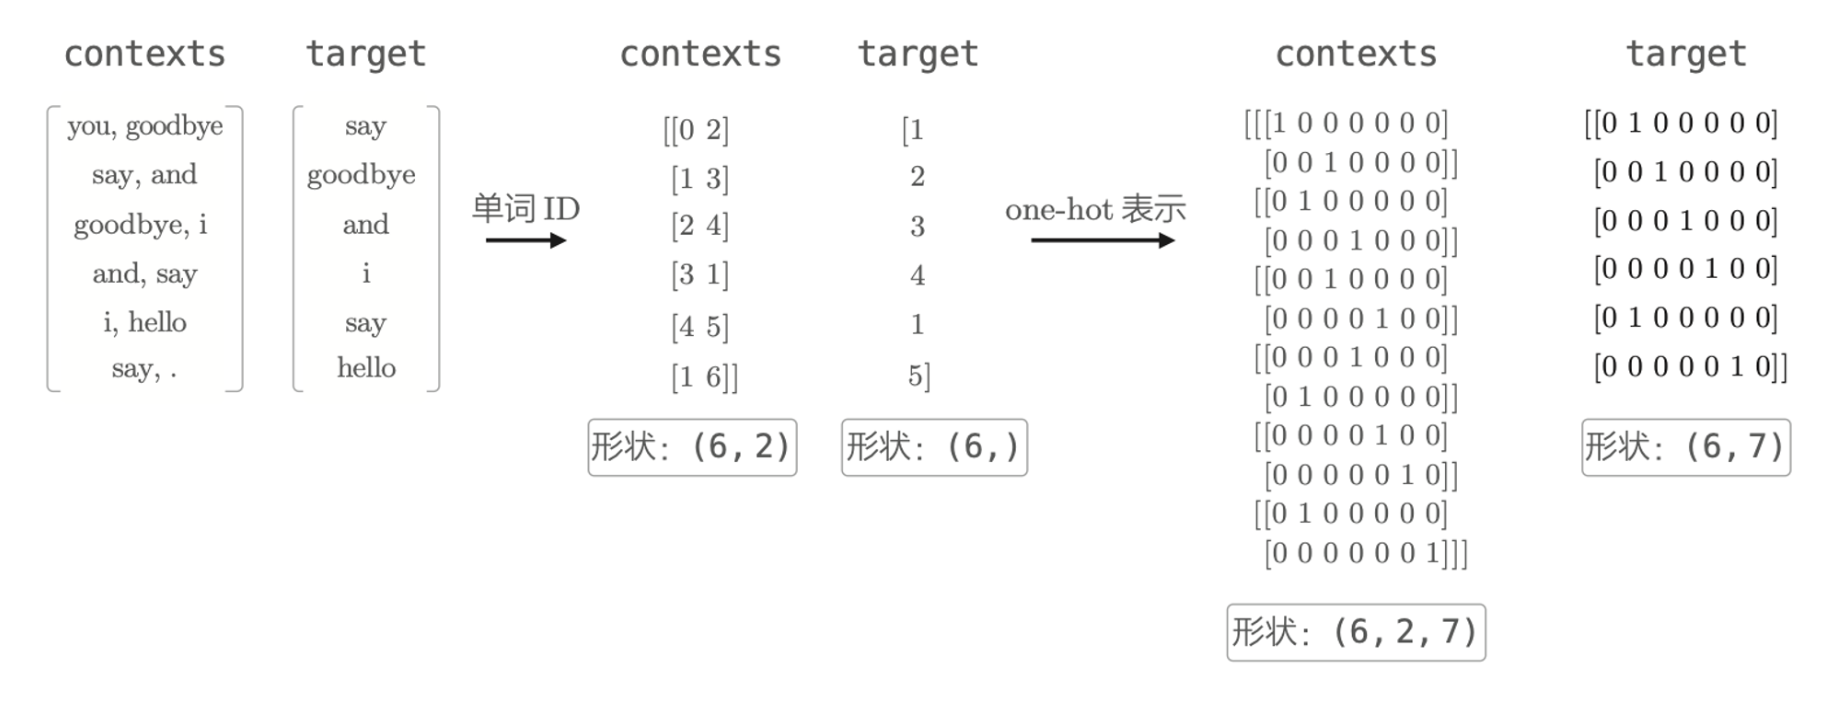 contexts
you, goodbye
say, and
goodbye, i
and, say
i, hello
say, .
target
say
goodbye
and
i
say
hello
单词 ID
contexts
[[0 2]
[1 3]
[2 4]
[3 1]
[4 5]
[1 6]]
形状：(6, 2)
target
[1
2
3
4
1
5]
形状：(6,)
one-hot 表示
contexts
[[[1 0 0 0 0 0 0]
[0 0 1 0 0 0 0]]
[[0 1 0 0 0 0 0]
[0 0 0 1 0 0 0]]
[[0 0 1 0 0 0 0]
[0 0 0 0 1 0 0]]
[[0 0 0 1 0 0 0]
[0 1 0 0 0 0 0]]
[[0 0 0 0 1 0 0]
[0 0 0 0 0 1 0]]
[[0 1 0 0 0 0 0]
[0 0 0 0 0 0 1]]]
形状：(6, 2, 7)
target
[[0 1 0 0 0 0 0]
[0 0 1 0 0 0 0]
[0 0 0 1 0 0 0]
[0 0 0 0 1 0 0]
[0 1 0 0 0 0 0]
[0 0 0 0 0 1 0]]
形状：(6, 7)